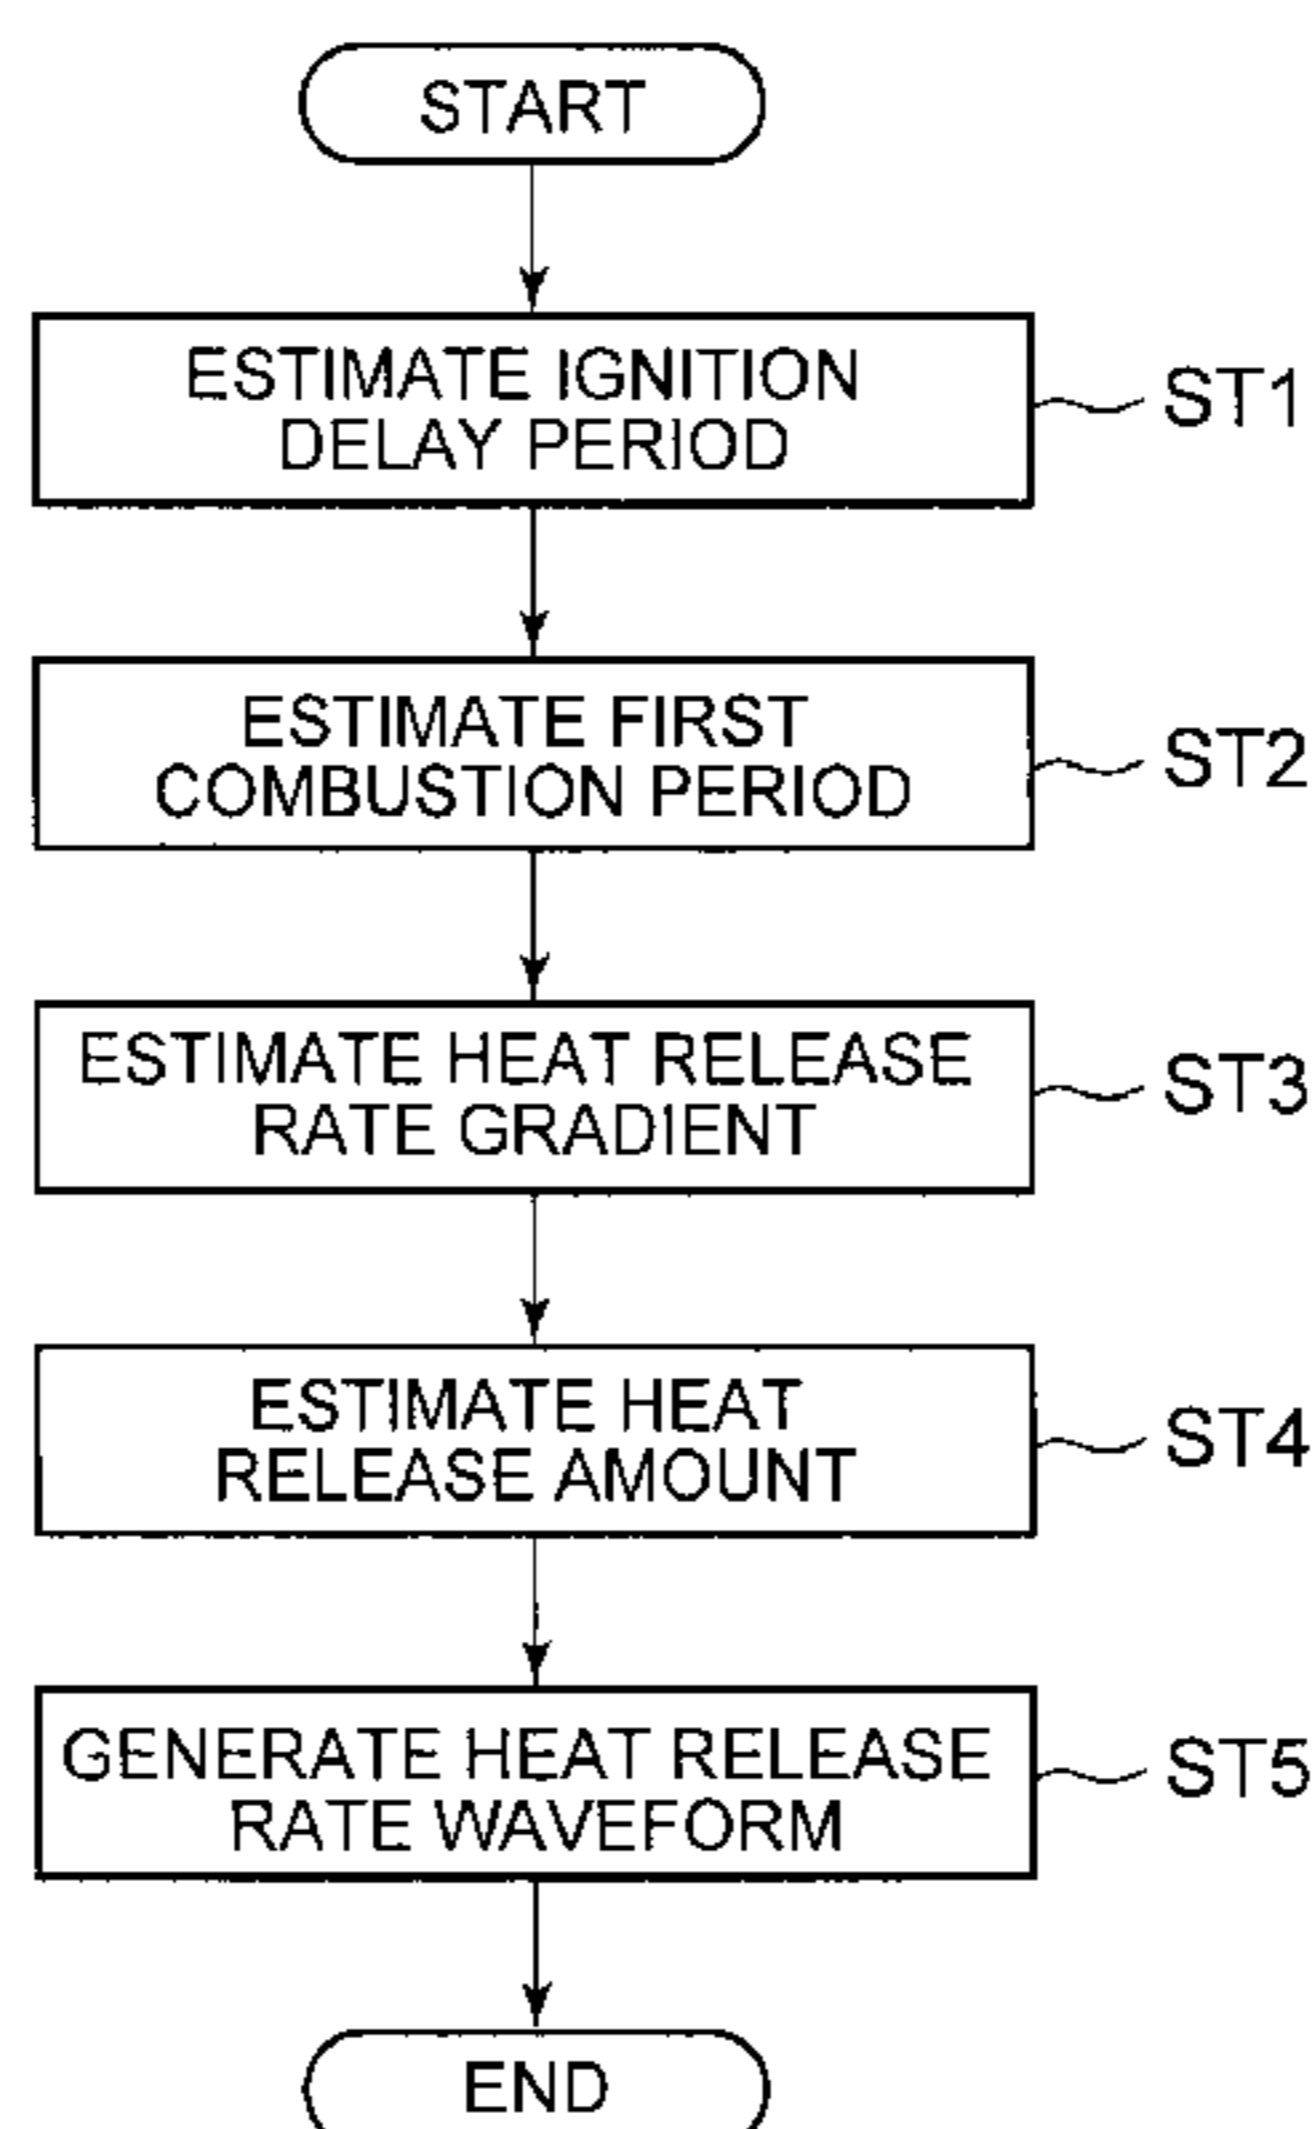 START
ESTIMATE IGNITION
DELAY PERIOD
ST1
ESTIMATE FIRST
COMBUSTION PERIOD
ST2
ESTIMATE HEAT RELEASE
RATE GRADIENT
ST3
ESTIMATE HEAT
RELEASE AMOUNT
ST4
GENERATE HEAT RELEASE
RATE WAVEFORM
ST5
END